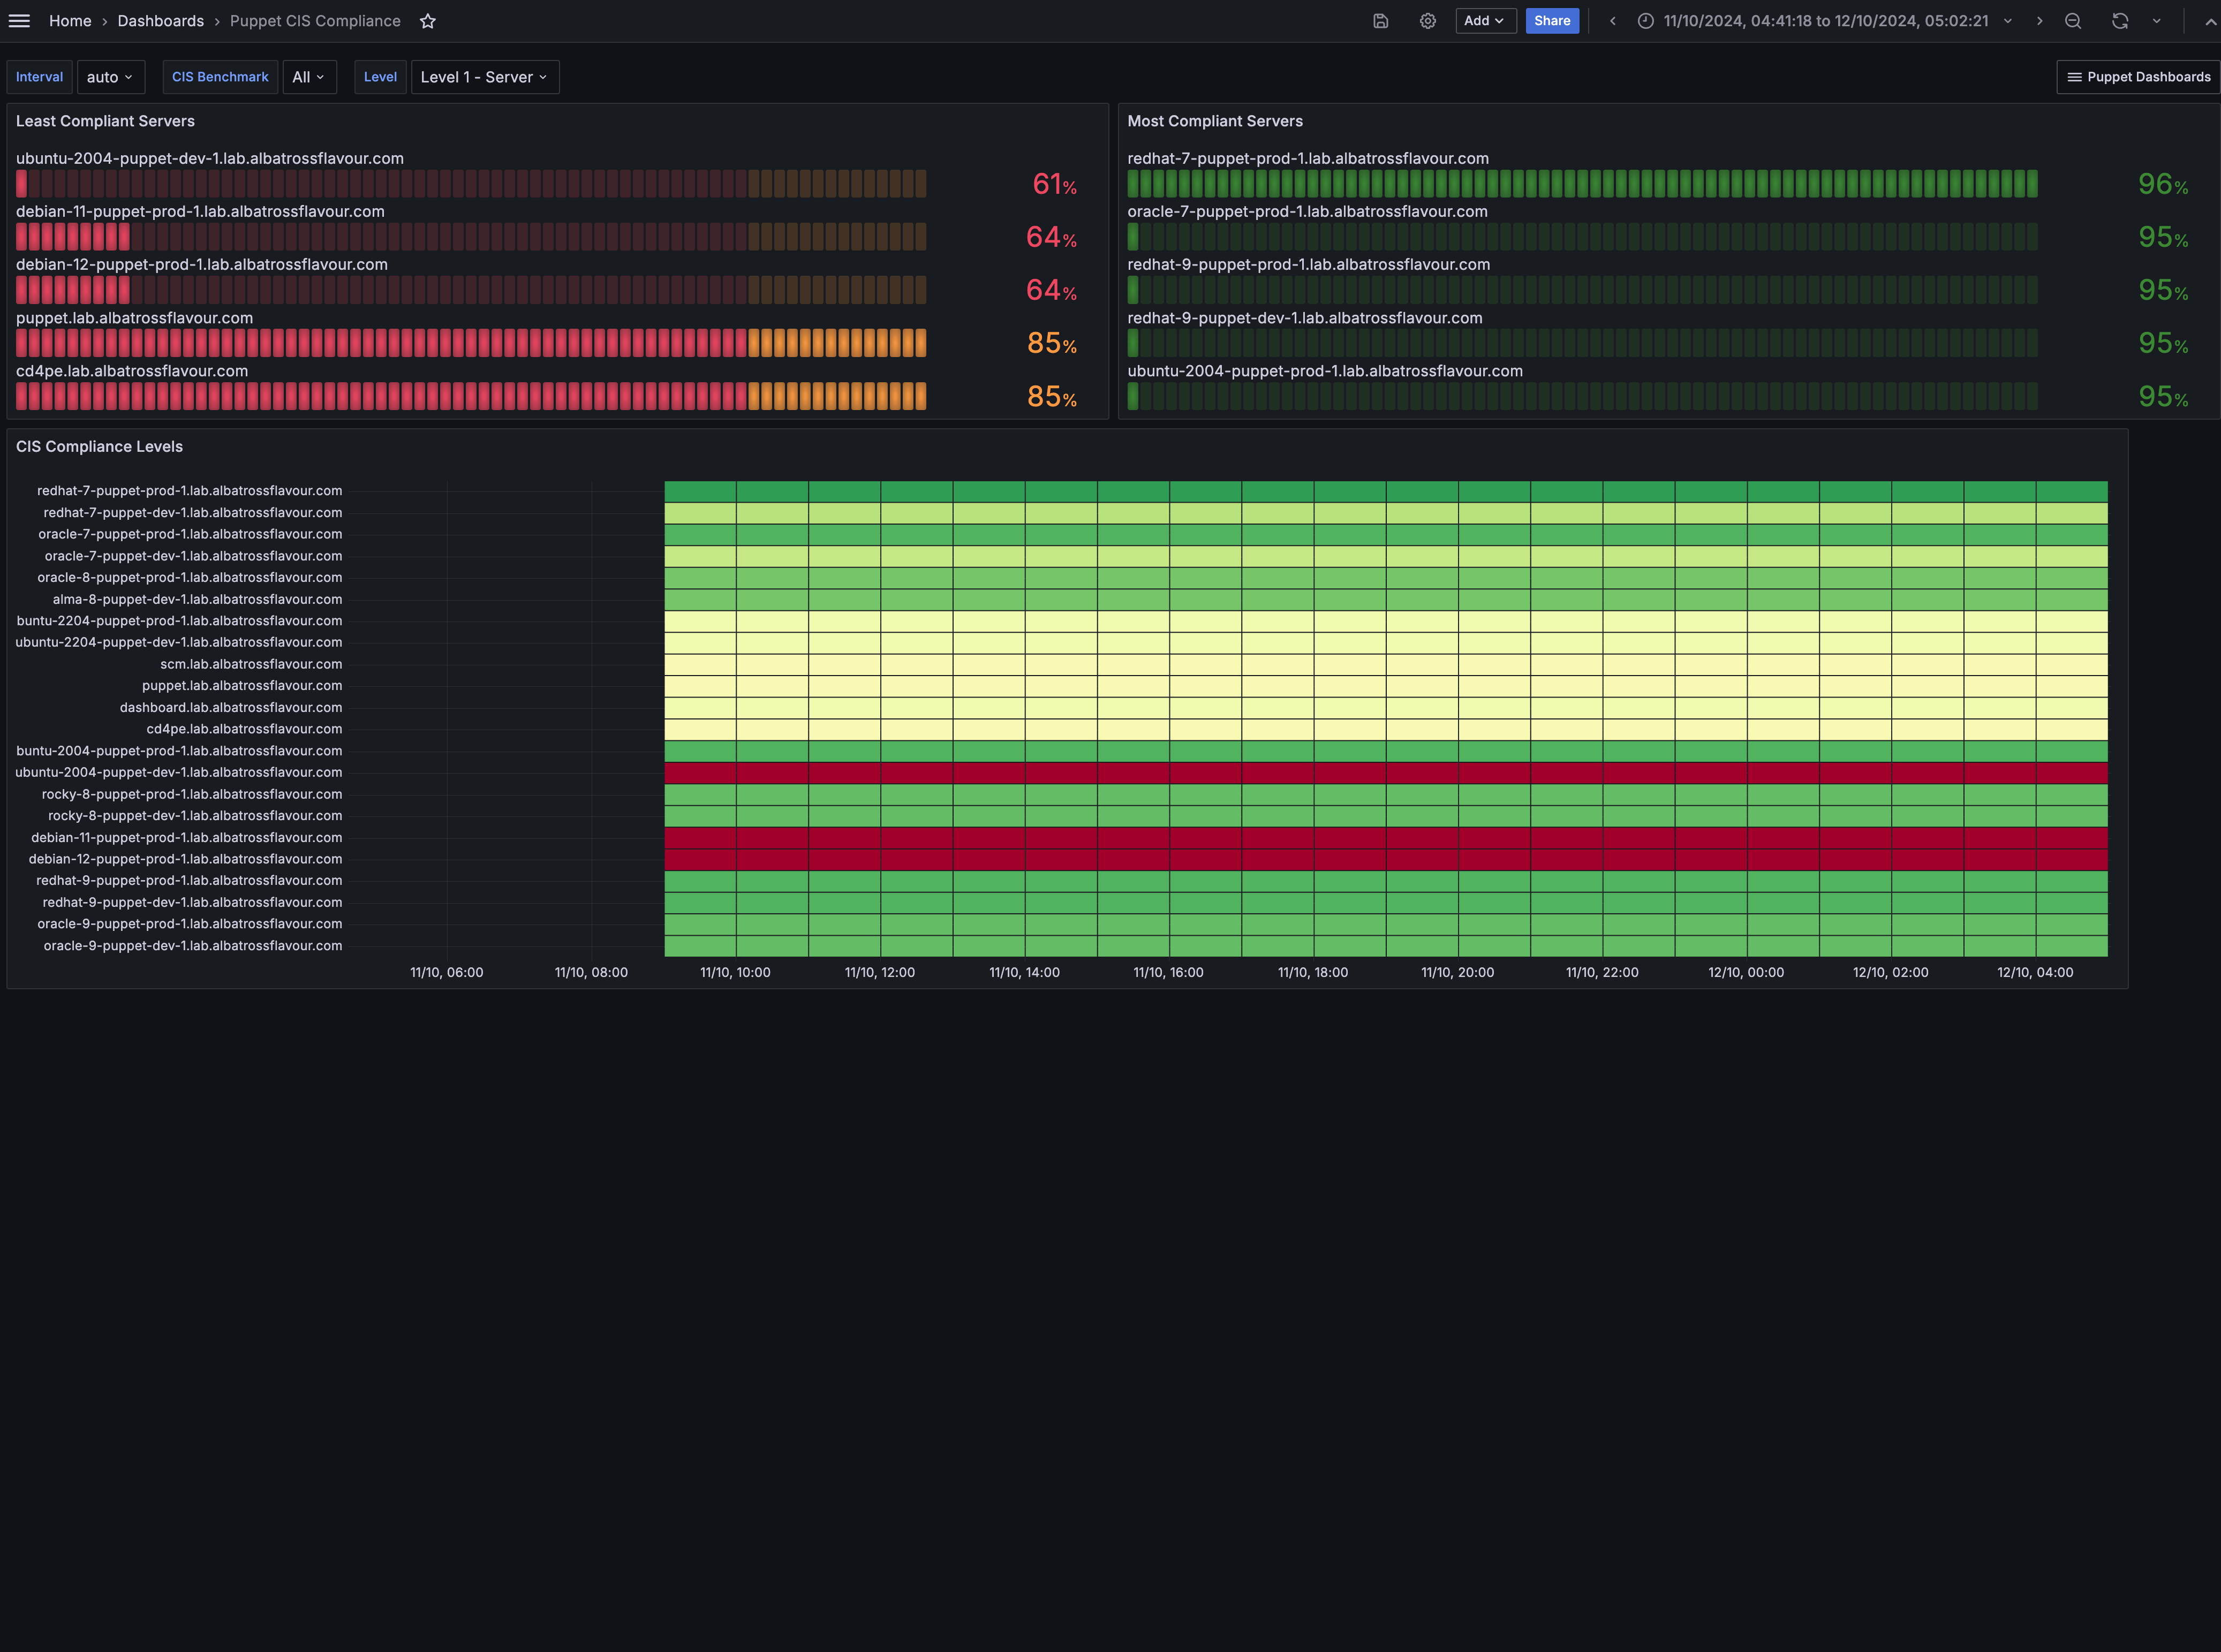 Home › Dashboards › Puppet CIS Compliance
Add Share 11/10/2024, 04:41:18 to 12/10/2024, 05:02:21
Interval auto CIS Benchmark All Level Level 1 - Server Puppet Dashboards
Least Compliant Servers
ubuntu-2004-puppet-dev-1.lab.albatrossflavour.com
61%
debian-11-puppet-prod-1.lab.albatrossflavour.com
64%
debian-12-puppet-prod-1.lab.albatrossflavour.com
64%
puppet.lab.albatrossflavour.com
85%
cd4pe.lab.albatrossflavour.com
85%
Most Compliant Servers
redhat-7-puppet-prod-1.lab.albatrossflavour.com
96%
oracle-7-puppet-prod-1.lab.albatrossflavour.com
95%
redhat-9-puppet-prod-1.lab.albatrossflavour.com
95%
redhat-9-puppet-dev-1.lab.albatrossflavour.com
95%
ubuntu-2004-puppet-prod-1.lab.albatrossflavour.com
95%
CIS Compliance Levels
redhat-7-puppet-prod-1.lab.albatrossflavour.com
redhat-7-puppet-dev-1.lab.albatrossflavour.com
oracle-7-puppet-prod-1.lab.albatrossflavour.com
oracle-7-puppet-dev-1.lab.albatrossflavour.com
oracle-8-puppet-prod-1.lab.albatrossflavour.com
alma-8-puppet-dev-1.lab.albatrossflavour.com
buntu-2204-puppet-prod-1.lab.albatrossflavour.com
ubuntu-2204-puppet-dev-1.lab.albatrossflavour.com
scm.lab.albatrossflavour.com
puppet.lab.albatrossflavour.com
dashboard.lab.albatrossflavour.com
cd4pe.lab.albatrossflavour.com
buntu-2004-puppet-prod-1.lab.albatrossflavour.com
ubuntu-2004-puppet-dev-1.lab.albatrossflavour.com
rocky-8-puppet-prod-1.lab.albatrossflavour.com
rocky-8-puppet-dev-1.lab.albatrossflavour.com
debian-11-puppet-prod-1.lab.albatrossflavour.com
debian-12-puppet-prod-1.lab.albatrossflavour.com
redhat-9-puppet-prod-1.lab.albatrossflavour.com
redhat-9-puppet-dev-1.lab.albatrossflavour.com
oracle-9-puppet-prod-1.lab.albatrossflavour.com
oracle-9-puppet-dev-1.lab.albatrossflavour.com
11/10, 06:00 11/10, 08:00 11/10, 10:00 11/10, 12:00 11/10, 14:00 11/10, 16:00 11/10, 18:00 11/10, 20:00 11/10, 22:00 12/10, 00:00 12/10, 02:00 12/10, 04:00